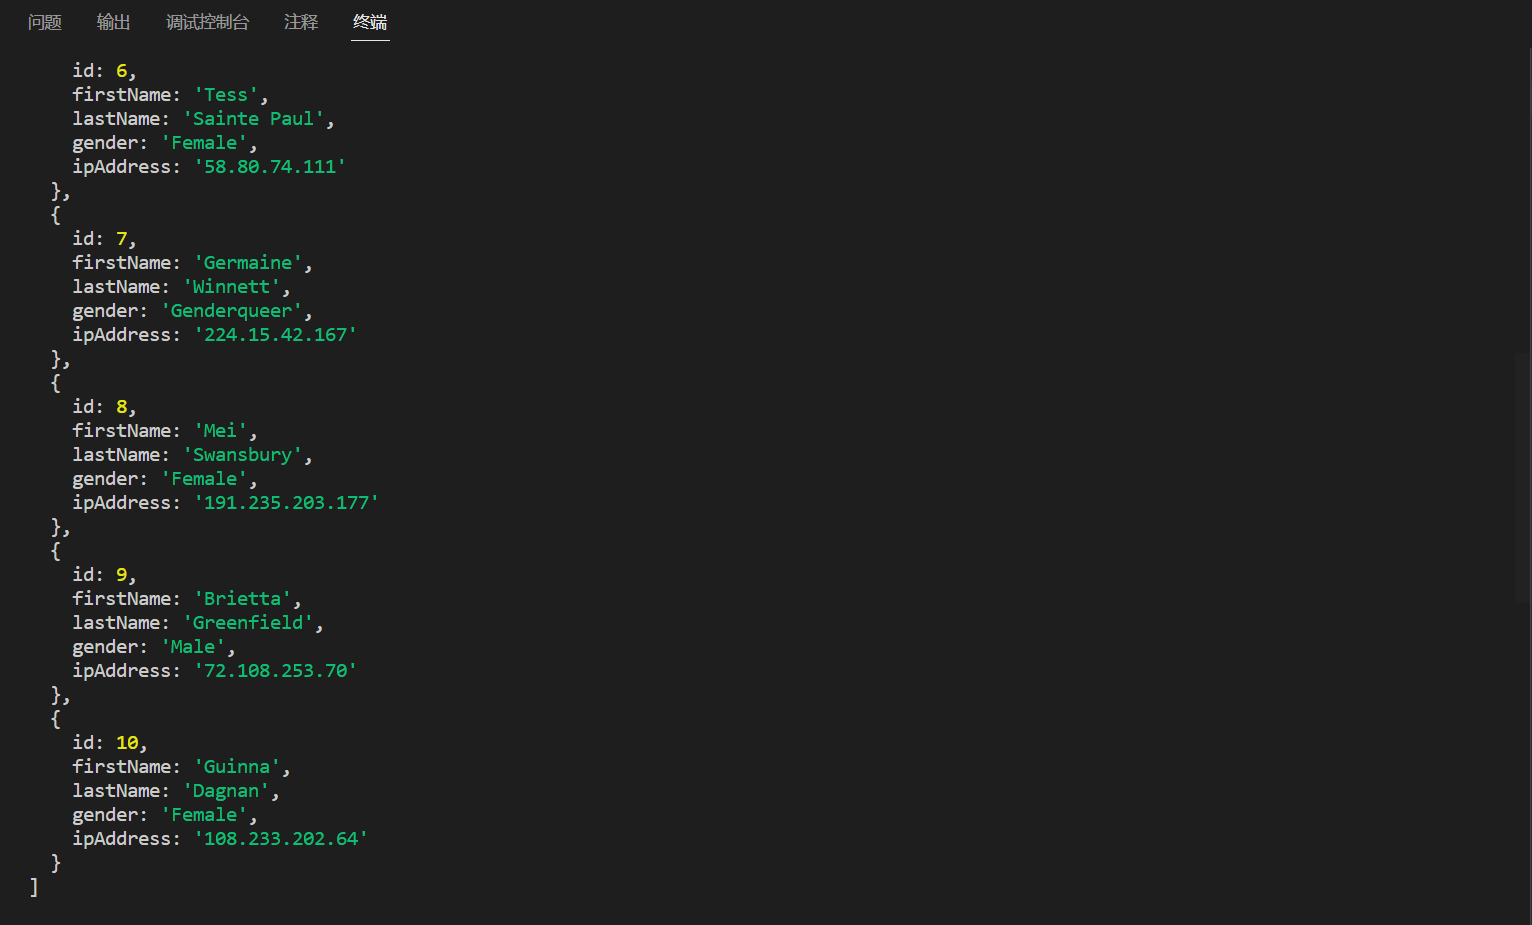 问题 输出 调试控制台 注释 终端
id: 6,
firstName: 'Tess',
lastName: 'Sainte Paul',
gender: 'Female',
ipAddress: '58.80.74.111'
},
{
id: 7,
firstName: 'Germaine',
lastName: 'Winnett',
gender: 'Genderqueer',
ipAddress: '224.15.42.167'
},
{
id: 8,
firstName: 'Mei',
lastName: 'Swansbury',
gender: 'Female',
ipAddress: '191.235.203.177'
},
{
id: 9,
firstName: 'Brietta',
lastName: 'Greenfield',
gender: 'Male',
ipAddress: '72.108.253.70'
},
{
id: 10,
firstName: 'Guinna',
lastName: 'Dagnan',
gender: 'Female',
ipAddress: '108.233.202.64'
}
]